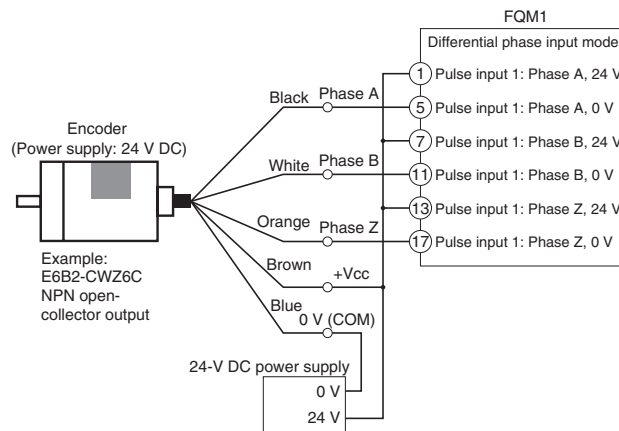 FQM1
Differential phase input mode
1 Pulse input 1: Phase A, 24 V
Black Phase A
5 Pulse input 1: Phase A, 0 V
Encoder
(Power supply: 24 V DC)
7 Pulse input 1: Phase B, 24 V
White Phase B
11 Pulse input 1: Phase B, 0 V
13 Pulse input 1: Phase Z, 24 V
Orange Phase Z
17 Pulse input 1: Phase Z, 0 V
Example:
E6B2-CWZ6C
NPN open-
collector output
Brown +Vcc
Blue 0 V (COM)
24-V DC power supply
0 V
24 V